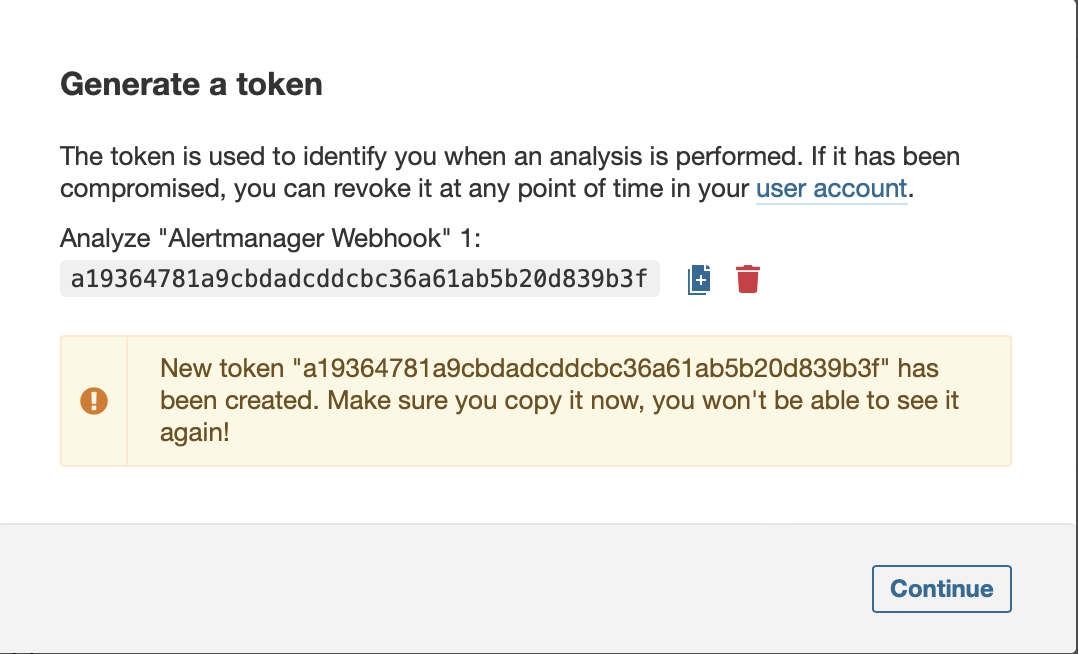 Generate a token
The token is used to identify you when an analysis is performed. If it has been
compromised, you can revoke it at any point of time in your user account.
Analyze "Alertmanager Webhook" 1:
a19364781a9cbdadcddcbc36a61ab5b20d839b3f
New token "a19364781a9cbdadcddcbc36a61ab5b20d839b3f" has
been created. Make sure you copy it now, you won't be able to see it
again!
Continue